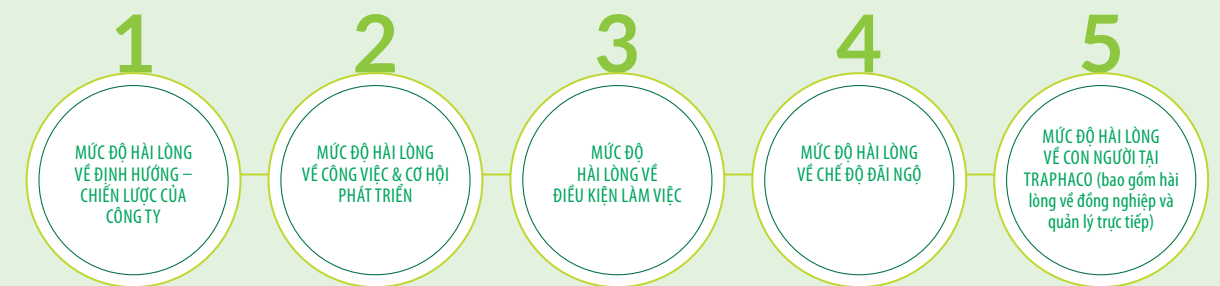 1
MỨC ĐỘ HÀI LÒNG
VỀ ĐỊNH HƯỚNG –
CHIẾN LƯỢC CỦA
CÔNG TY
2
MỨC ĐỘ HÀI LÒNG
VỀ CÔNG VIỆC & CƠ HỘI
PHÁT TRIỂN
3
MỨC ĐỘ
HÀI LÒNG VỀ
ĐIỀU KIỆN LÀM VIỆC
4
MỨC ĐỘ HÀI LÒNG
VỀ CHẾ ĐỘ ĐÃI NGỘ
5
MỨC ĐỘ HÀI LÒNG
VỀ CON NGƯỜI TẠI
TRAPHACO (bao gồm hài
lòng về đồng nghiệp và
quản lý trực tiếp)